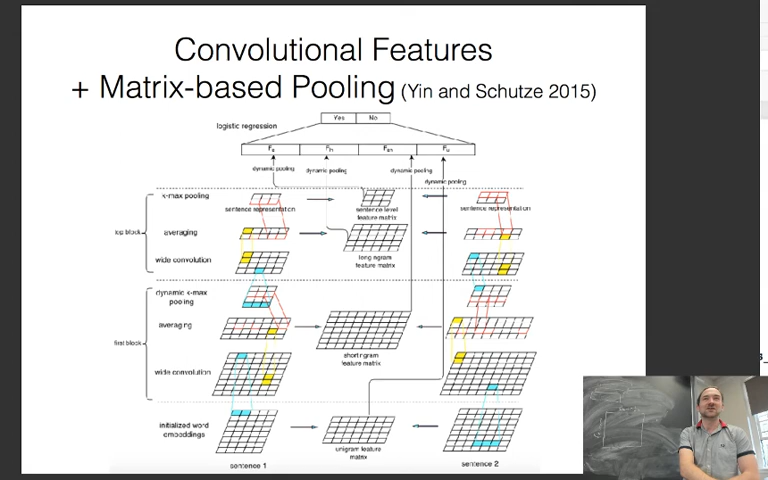 Convolutional Features
+ Matrix-based Pooling (Yin and Schutze 2015)
Yes No
logistic regression
dynamic pooling
dynamic pooling
dynamic pooling
dynamic pooling
k-max pooling
sentence representation
sentence level
feature matrix
sentence representation
top block
averaging
wide convolution
long ngram
feature matrix
dynamic k-max
pooling
averaging
first block
short ngram
feature matrix
wide convolution
initialized word
embeddings
unigram feature
matrix
sentence 1
sentence 2